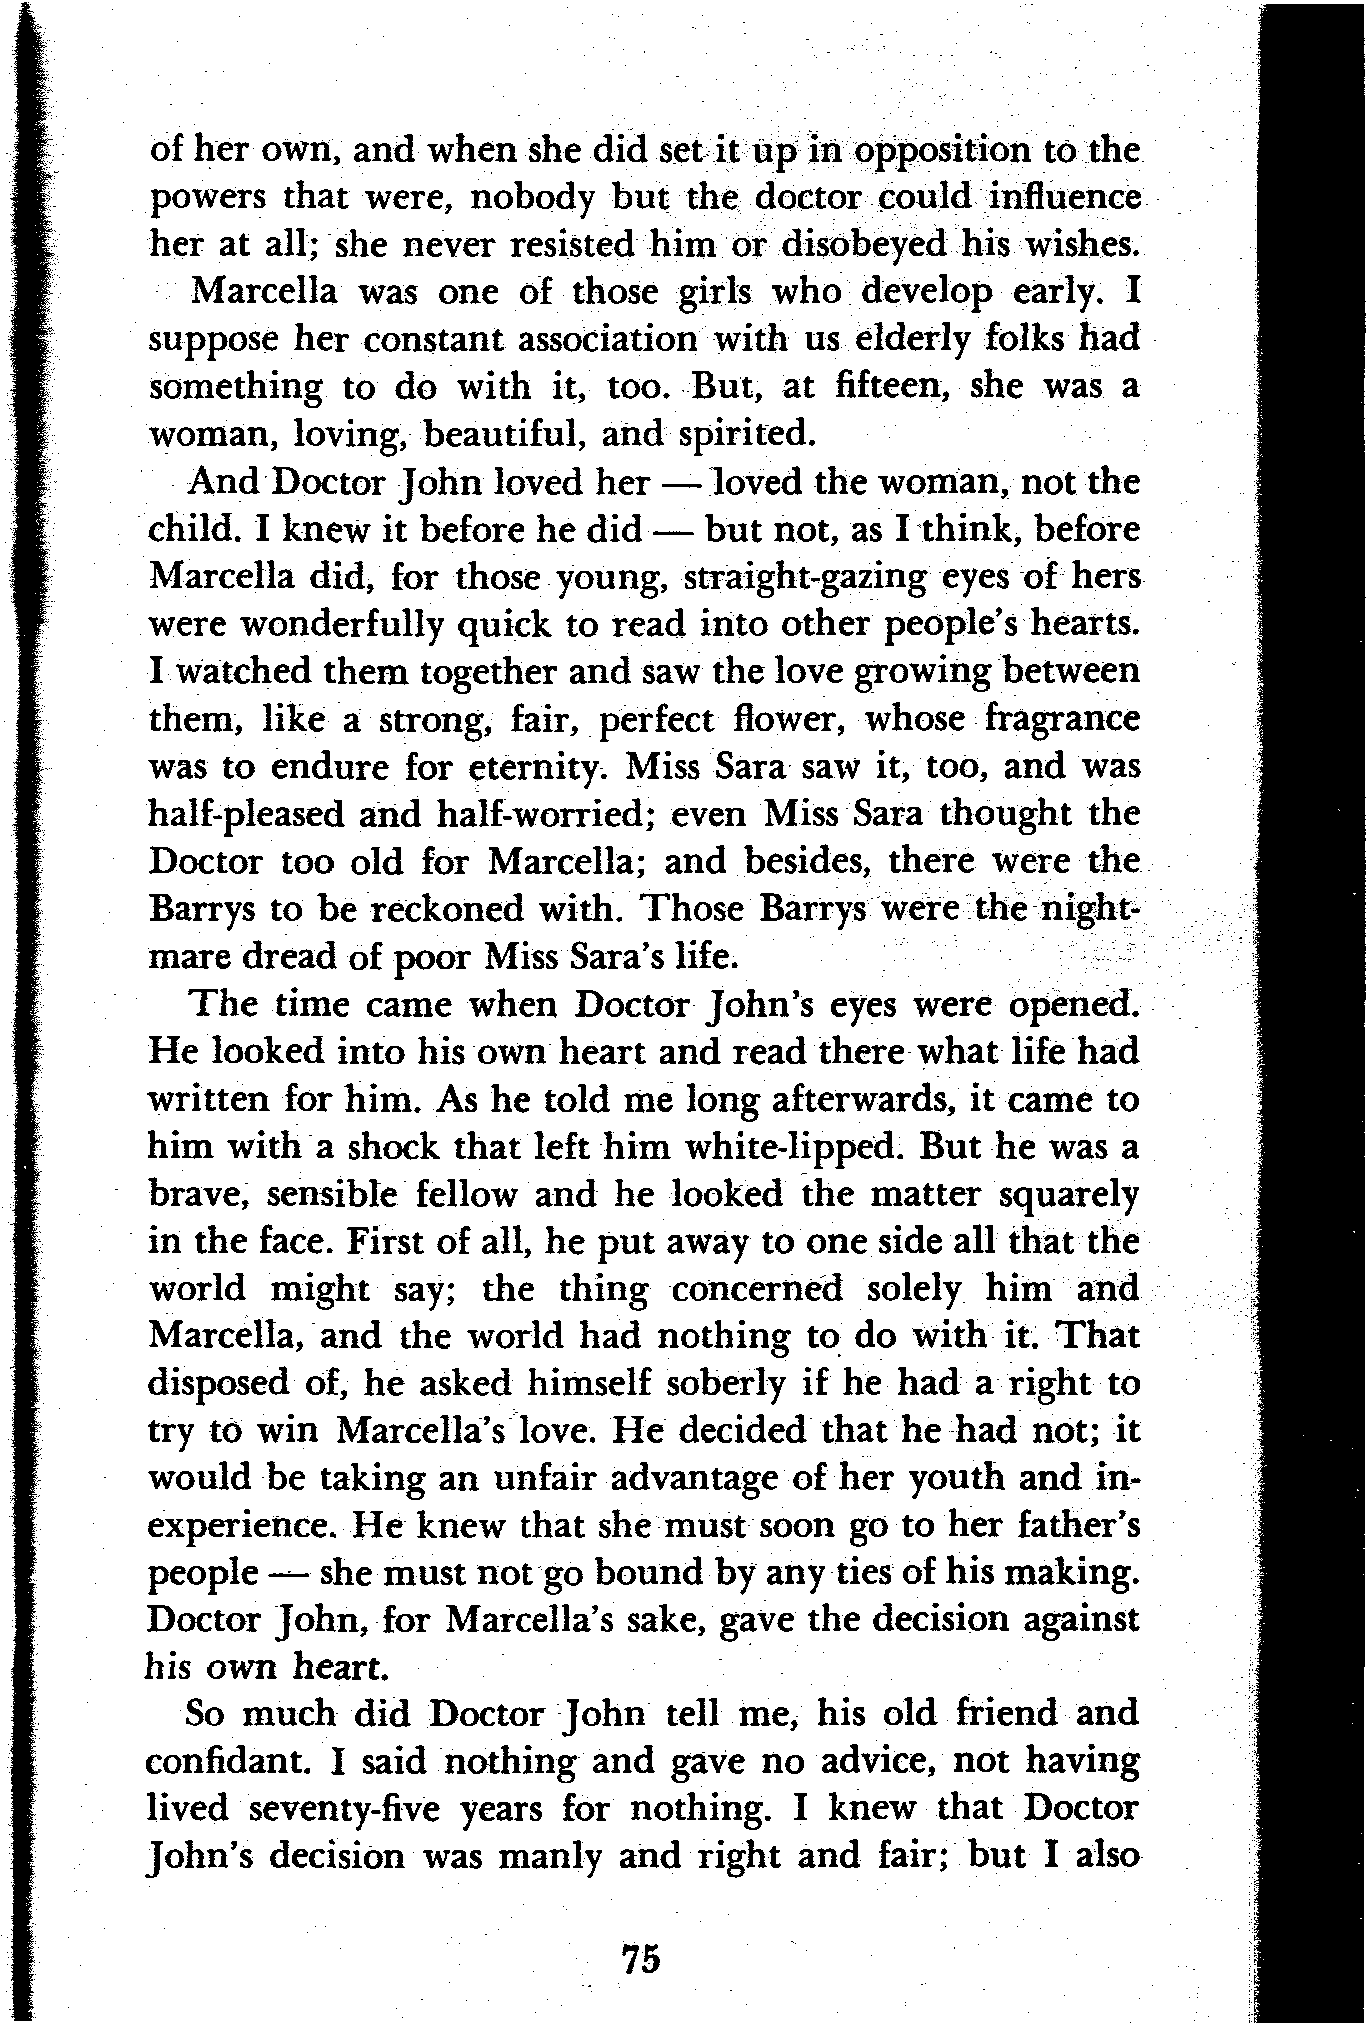 of her own, and when she did set it up in opposition to the
powers that were, nobody but the doctor could influence
her at all; she never resisted him or disobeyed his wishes.
Marcella was one of those girls who develop early. I
suppose her constant association with us elderly folks had
something to do with it, too. But, at fifteen, she was a
woman, loving, beautiful, and spirited.
And Doctor John loved her — loved the woman, not the
child. I knew it before he did — but not, as I think, before
Marcella did, for those young, straight-gazing eyes of hers
were wonderfully quick to read into other people's hearts.
I watched them together and saw the love growing between
them, like a strong, fair, perfect flower, whose fragrance
was to endure for eternity. Miss Sara saw it, too, and was
half-pleased and half-worried; even Miss Sara thought the
Doctor too old for Marcella; and besides, there were the
Barrys to be reckoned with. Those Barrys were the night-
mare dread of poor Miss Sara's life.
The time came when Doctor John's eyes were opened.
He looked into his own heart and read there what life had
written for him. As he told me long afterwards, it came to
him with a shock that left him white-lipped. But he was a
brave, sensible fellow and he looked the matter squarely
in the face. First of all, he put away to one side all that the
world might say; the thing concerned solely him and
Marcella, and the world had nothing to do with it. That
disposed of, he asked himself soberly if he had a right to
try to win Marcella's love. He decided that he had not; it
would be taking an unfair advantage of her youth and in-
experience. He knew that she must soon go to her father's
people — she must not go bound by any ties of his making.
Doctor John, for Marcella's sake, gave the decision against
his own heart.
So much did Doctor John tell me, his old friend and
confidant. I said nothing and gave no advice, not having
lived seventy-five years for nothing. I knew that Doctor
John's decision was manly and right and fair; but I also
75